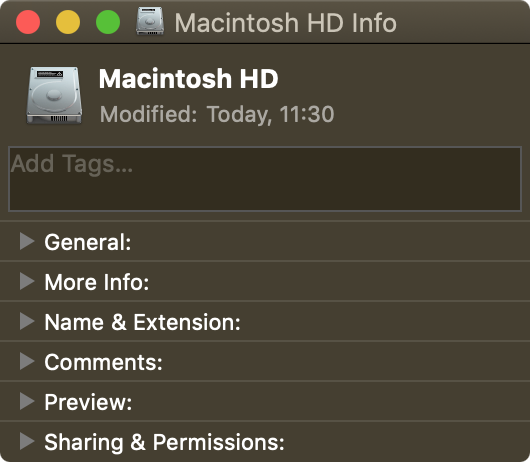 Macintosh HD Info
Macintosh HD
Modified: Today, 11:30
Add Tags...
General:
More Info:
Name & Extension:
Comments:
Preview:
Sharing & Permissions: